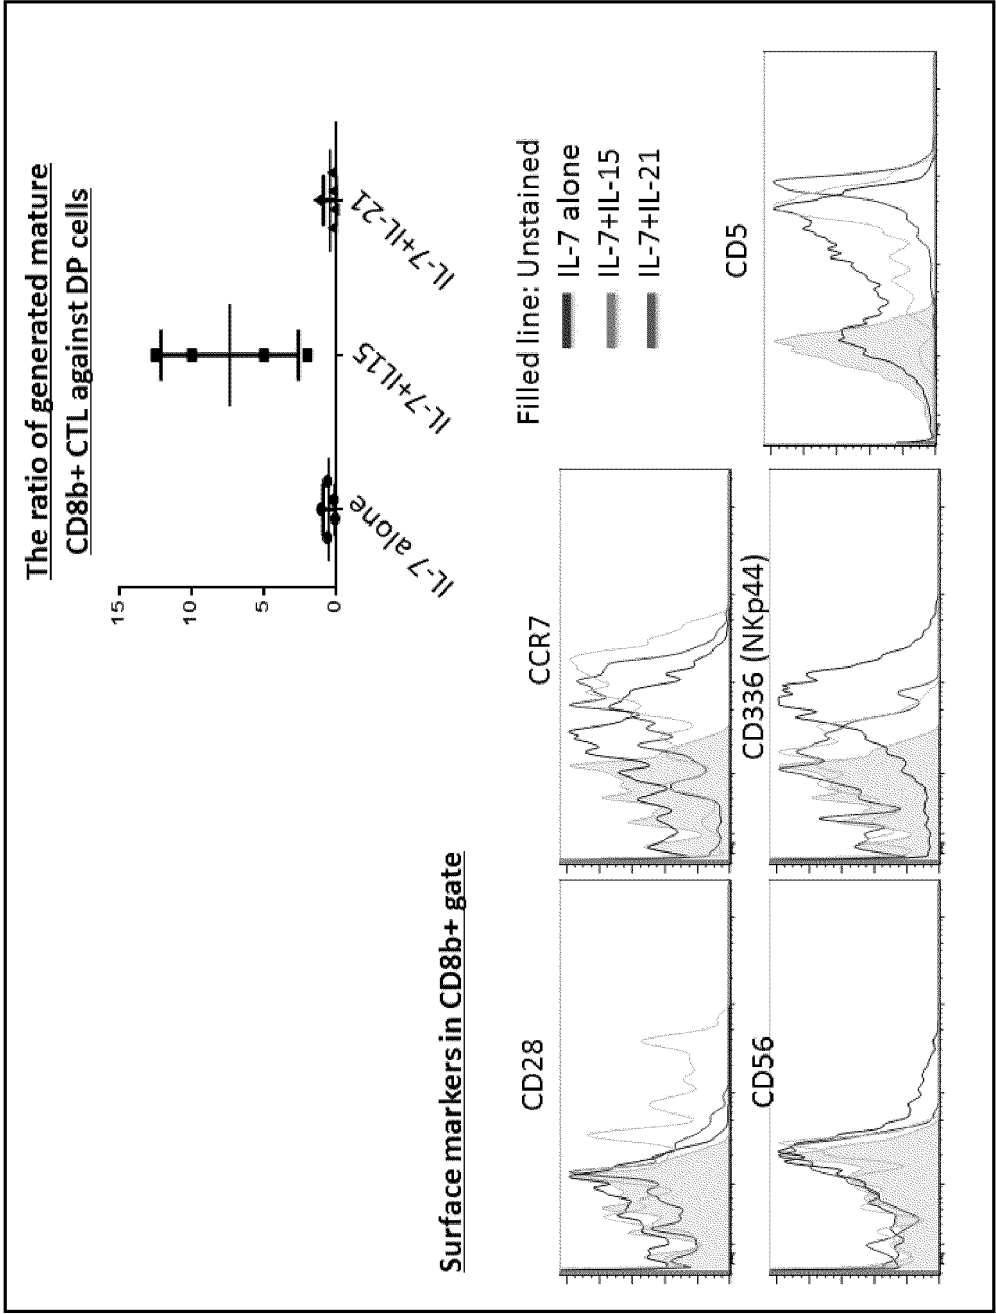 The ratio of generated mature
CD8b+ CTL against DP cells
15
10
5
0
IL-7 alone
IL-7+IL15
IL-7+IL-21
Surface markers in CD8b+ gate
Filled line: Unstained
IL-7 alone
IL-7+IL-15
IL-7+IL-21
CD28
CCR7
CD56
CD336 (NKp44)
CD5